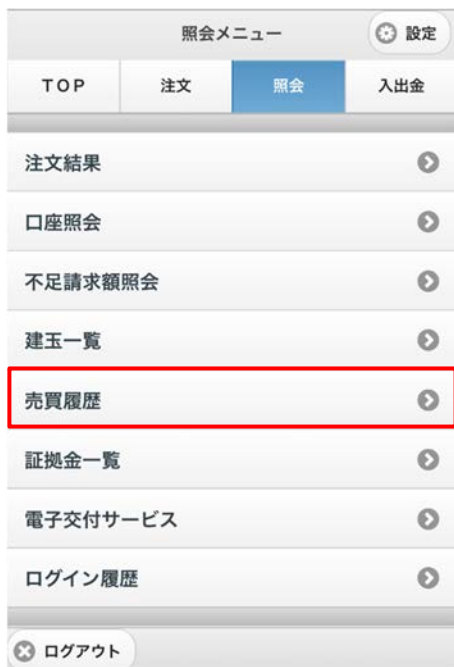 照会メニュー
設定
TOP
注文
照会
入出金
注文結果
口座照会
不足請求額照会
建玉一覧
売買履歴
証拠金一覧
電子交付サービス
ログイン履歴
ログアウト